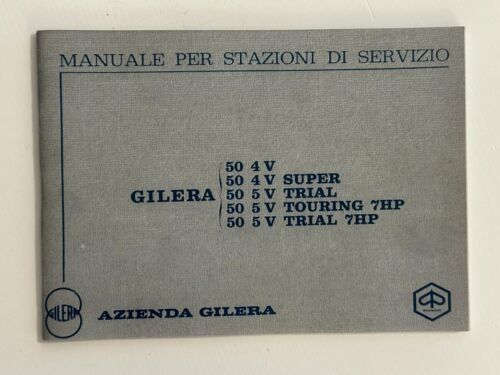 MANUALE PER STAZIONI DI SERVIZIO
50 4 V
50 4 V SUPER
GILERA 50 5 V TRIAL
50 5 V TOURING 7HP
50 5 V TRIAL 7HP
GILERA
AZIENDA GILERA